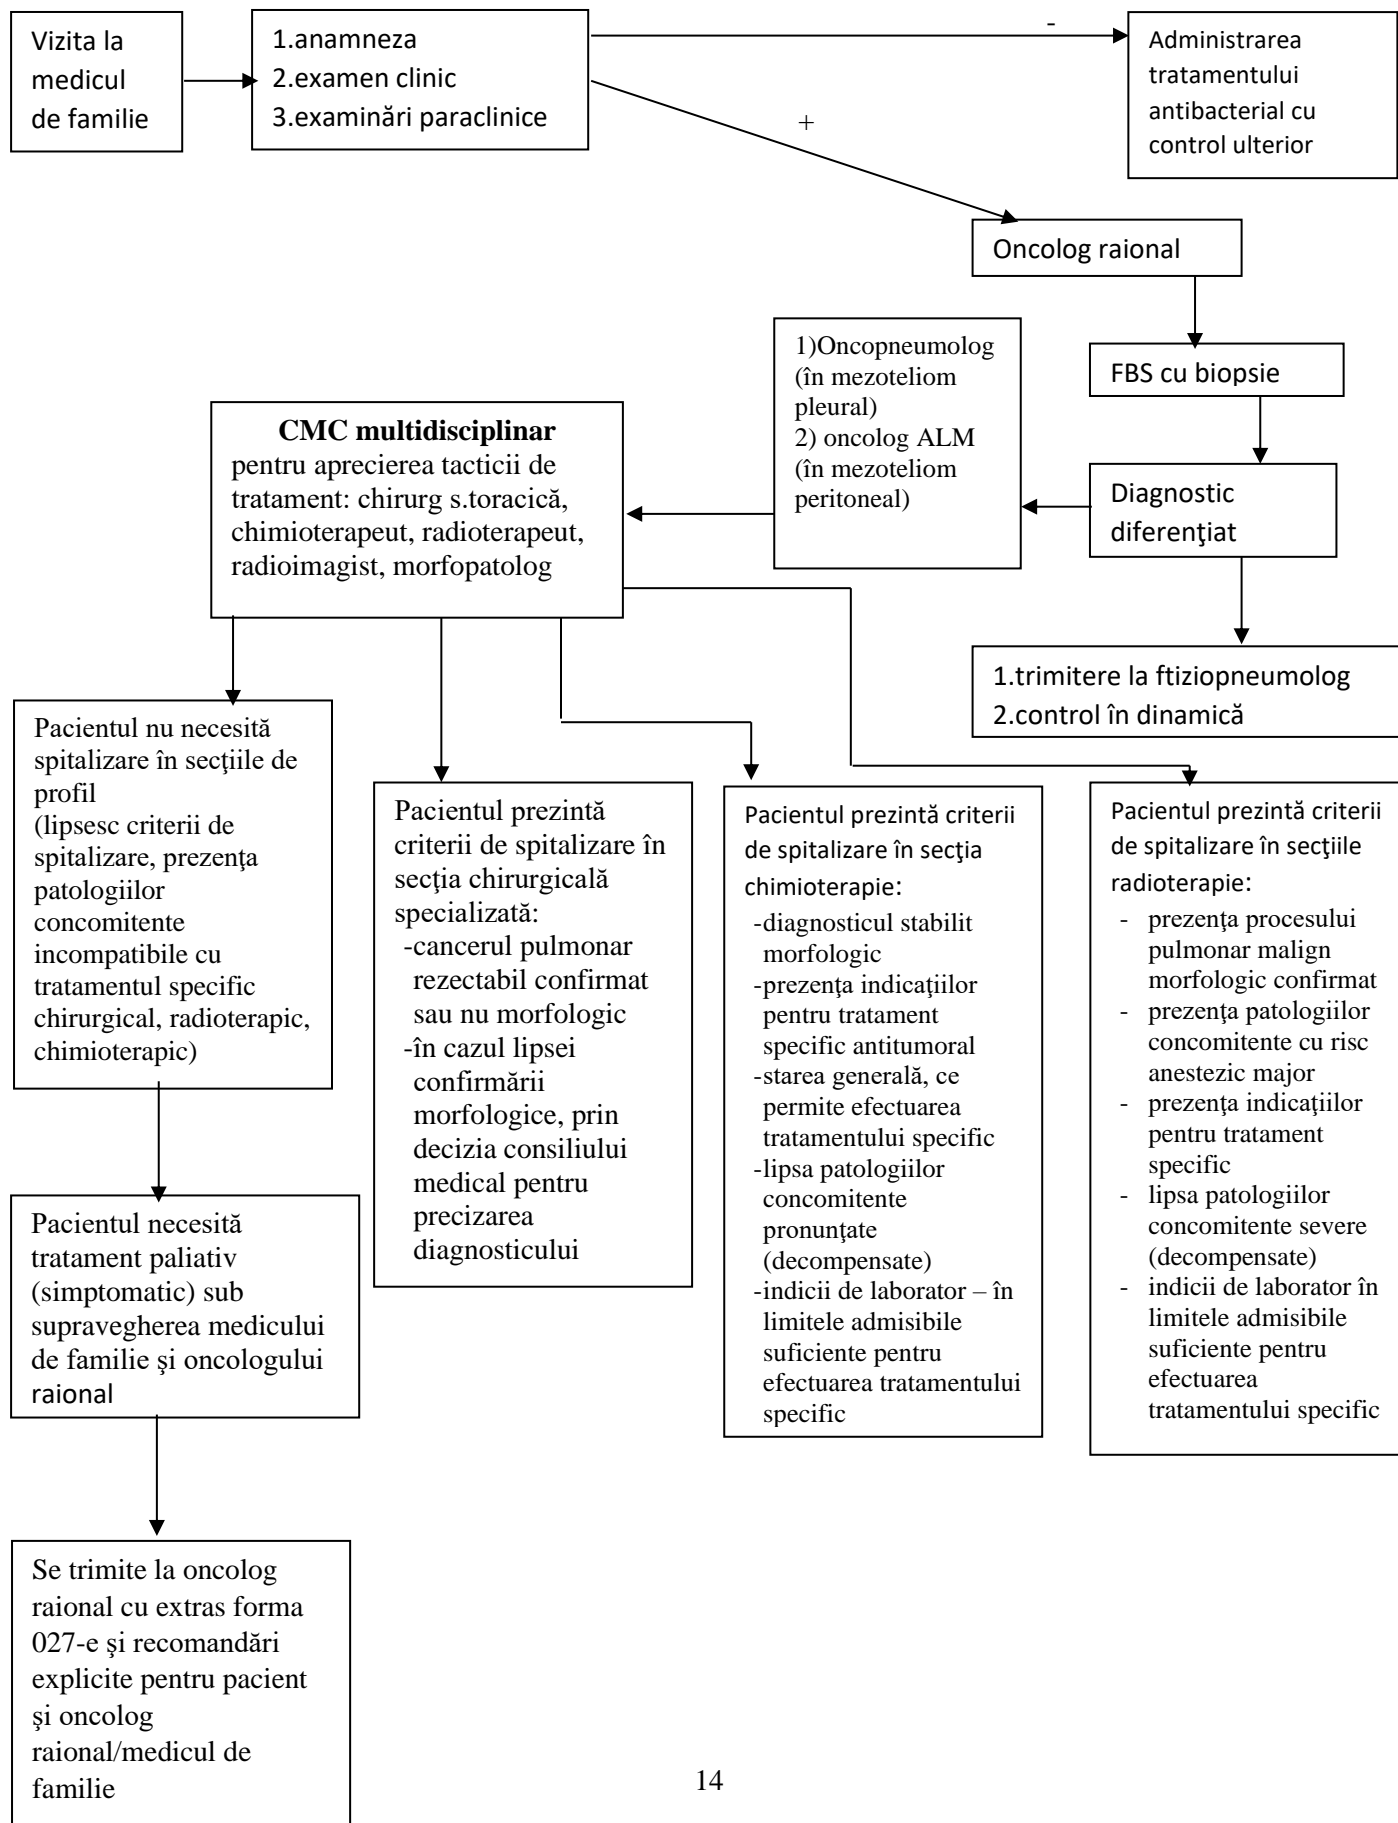 Vizita la
medicul
de familie
1.anamneza
2.examen clinic
3.examinări paraclinice
-
Administrarea
tratamentului
antibacterial cu
control ulterior
+
Oncolog raional
FBS cu biopsie
Diagnostic
diferenţiat
1)Oncopneumolog
(în mezoteliom
pleural)
2) oncolog ALM
(în mezoteliom
peritoneal)
CMC multidisciplinar
pentru aprecierea tacticii de
tratament: chirurg s.toracică,
chimioterapeut, radioterapeut,
radioimagist, morfopatolog
1.trimitere la ftiziopneumolog
2.control în dinamică
Pacientul nu necesită
spitalizare în secţiile de
profil
(lipsesc criterii de
spitalizare, prezenţa
patologiilor
concomitente
incompatibile cu
tratamentul specific
chirurgical, radioterapic,
chimioterapic)
Pacientul prezintă
criterii de spitalizare în
secţia chirurgicală
specializată:
-cancerul pulmonar
rezectabil confirmat
sau nu morfologic
-în cazul lipsei
confirmării
morfologice, prin
decizia consiliului
medical pentru
precizarea
diagnosticului
Pacientul prezintă criterii
de spitalizare în secţia
chimioterapie:
-diagnosticul stabilit
morfologic
-prezenţa indicaţiilor
pentru tratament
specific antitumoral
-starea generală, ce
permite efectuarea
tratamentului specific
-lipsa patologiilor
concomitente
pronunţate
(decompensate)
-indicii de laborator – în
limitele admisibile
suficiente pentru
efectuarea tratamentului
specific
Pacientul prezintă criterii
de spitalizare în secţiile
radioterapie:
- prezenţa procesului
pulmonar malign
morfologic confirmat
- prezenţa patologiilor
concomitente cu risc
anestezic major
- prezenţa indicaţiilor
pentru tratament
specific
- lipsa patologiilor
concomitente severe
(decompensate)
- indicii de laborator în
limitele admisibile
suficiente pentru
efectuarea
tratamentului specific
Pacientul necesită
tratament paliativ
(simptomatic) sub
supravegherea medicului
de familie şi oncologului
raional
Se trimite la oncolog
raional cu extras forma
027-e şi recomandări
explicite pentru pacient
şi oncolog
raional/medicul de
familie
14